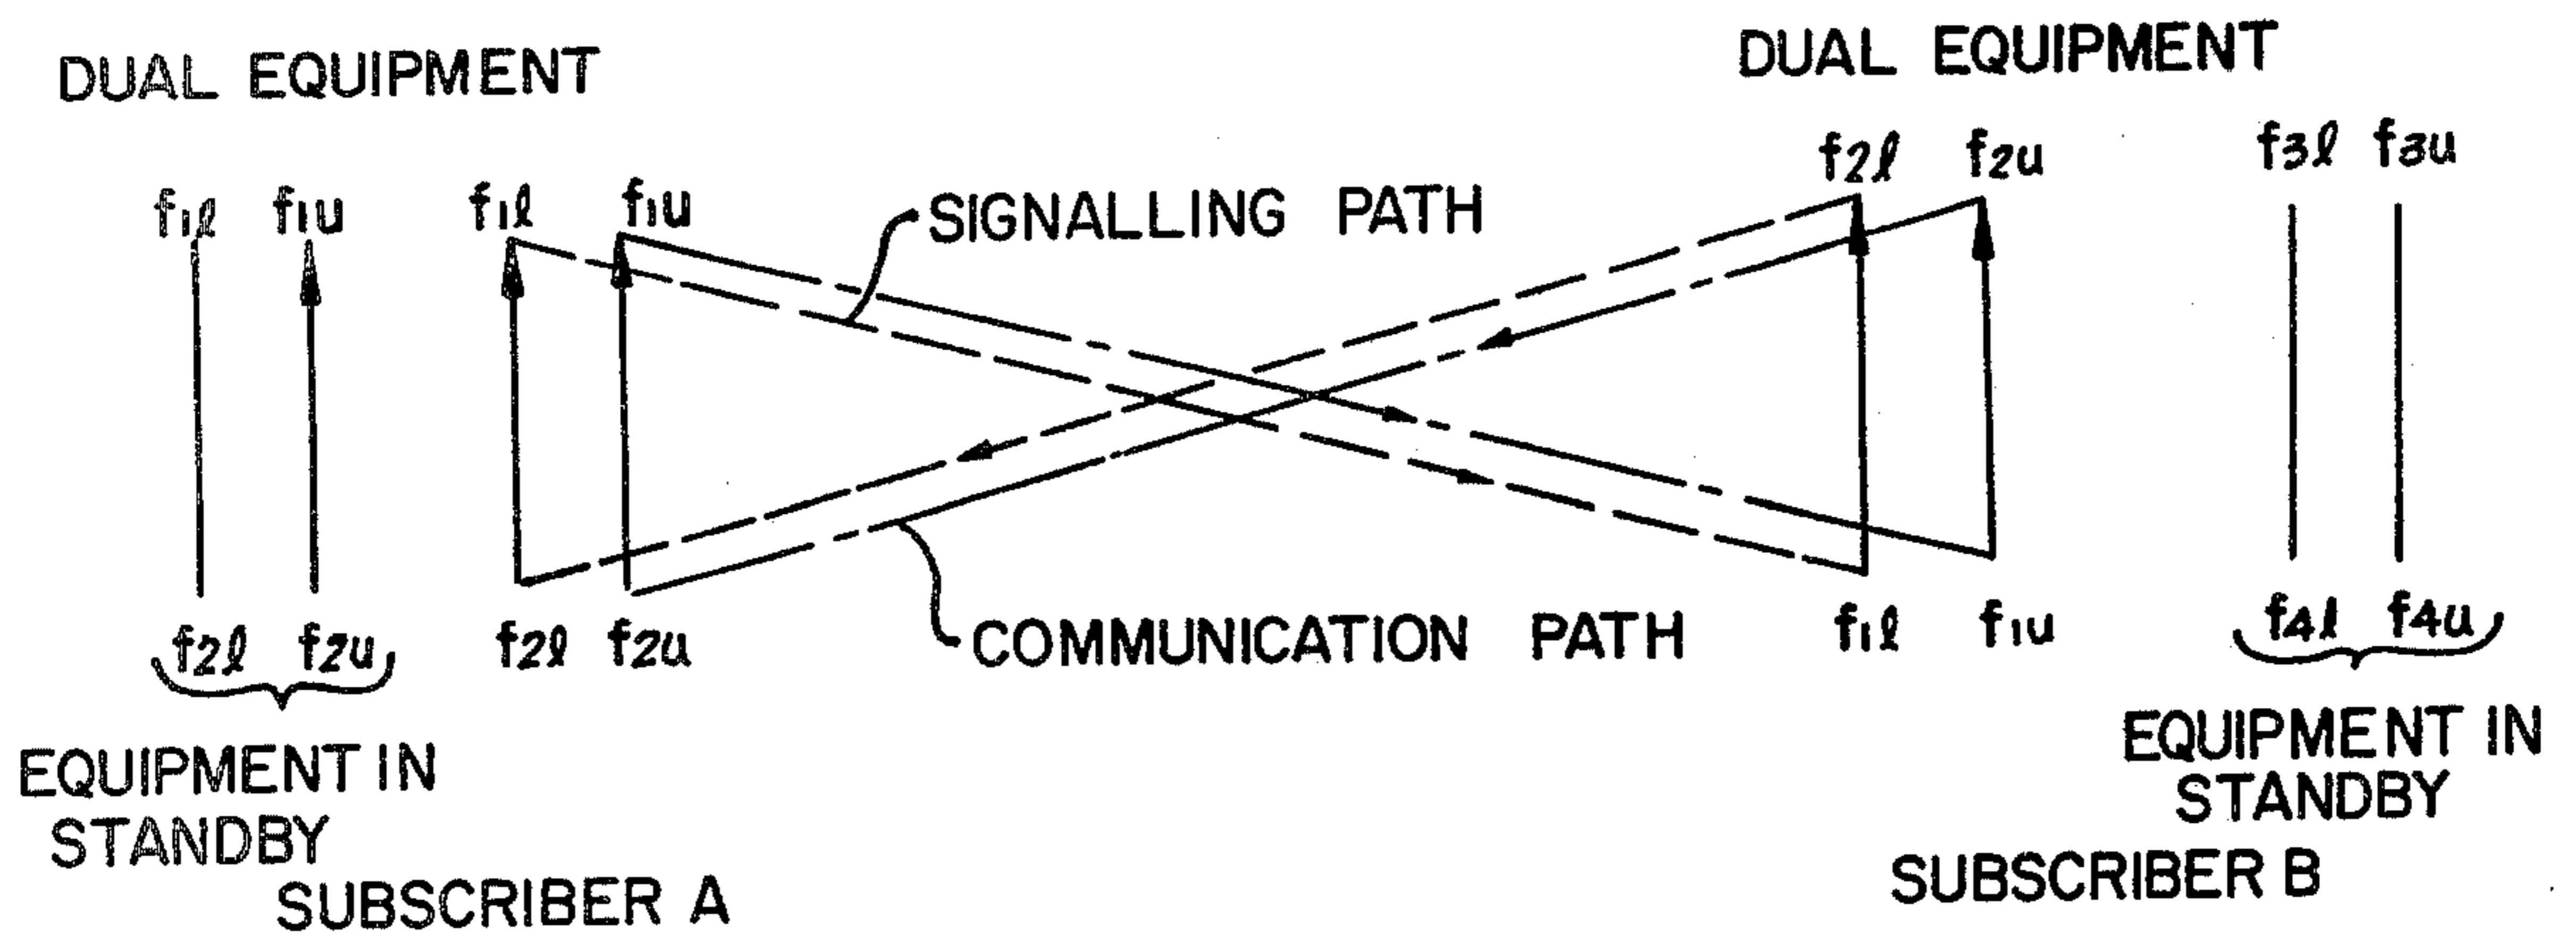 DUAL EQUIPMENT
DUAL EQUIPMENT
f1l f1u f1l f1u
SIGNALLING PATH
f2l f2u f3l f3u
f2l f2u f2l f2u
COMMUNICATION PATH
f1l f1u f4l f4u
EQUIPMENT IN
STANDBY
EQUIPMENT IN
STANDBY
SUBSCRIBER A
SUBSCRIBER B